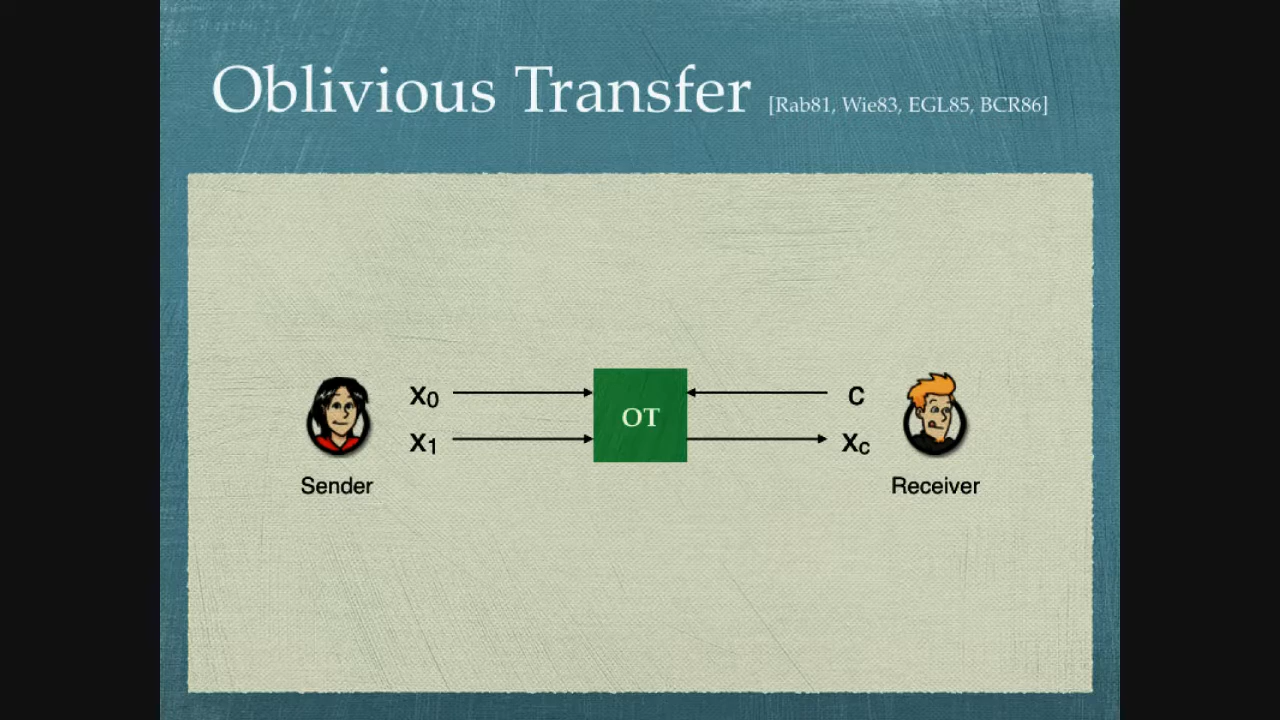 Oblivious Transfer [Rab81, Wie83, EGL85, BCR86]
x0 OT c
x1 xc
Sender Receiver